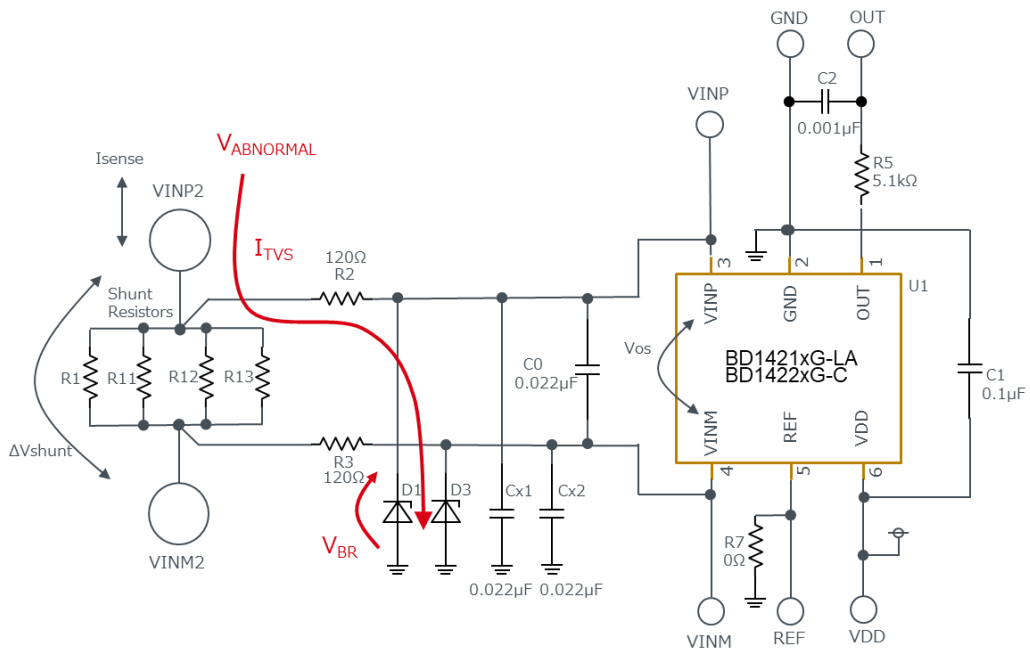 GND
OUT
C2
0.001µF
VINP
V_ABNORMAL
Isense
VINP2
R5
5.1kΩ
I_TVS
120Ω
R2
3
2
1
U1
Shunt
Resistors
VINP
GND
OUT
Vos
C0
0.022µF
R1
R11
R12
R13
BD1421xG-LA
BD1422xG-C
C1
0.1µF
ΔVshunt
VINM
REF
VDD
R3
120Ω
4
5
6
D1
D3
Cx1
Cx2
V_BR
R7
0Ω
VINM2
0.022µF
0.022µF
VINM
REF
VDD